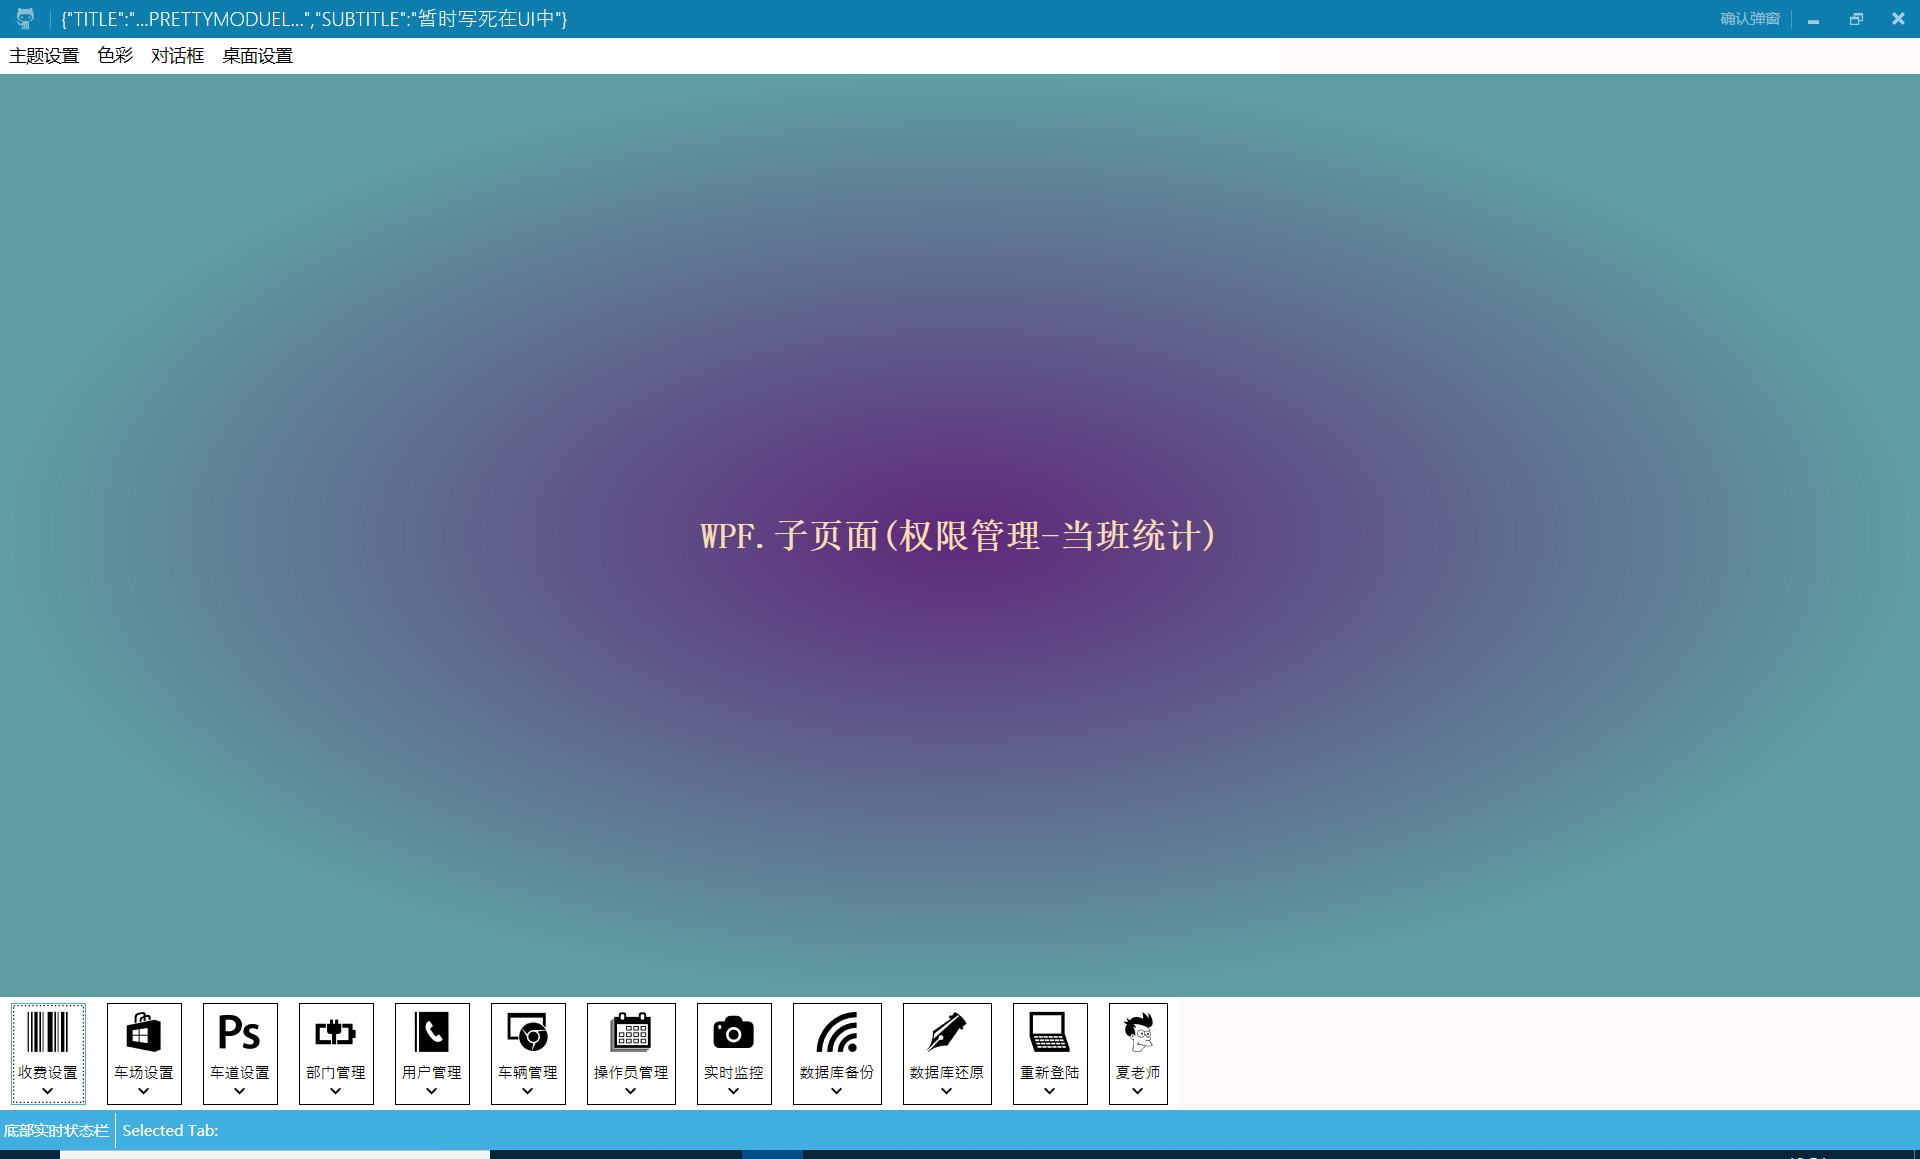 {"TITLE":"...PRETTYMODUEL...","SUBTITLE":"暂时写死在UI中"}
确认弹窗
主题设置 色彩 对话框 桌面设置
WPF.子页面(权限管理-当班统计)
Ps
收费设置 车场设置 车道设置 部门管理 用户管理 车辆管理 操作员管理 实时监控 数据库备份 数据库还原 重新登陆 夏老师
底部实时状态栏 Selected Tab: